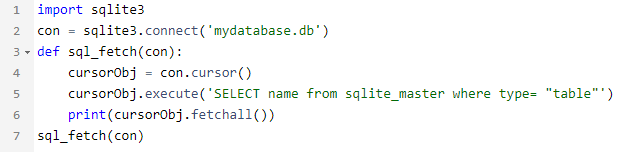 1 import sqlite3
2 con = sqlite3.connect('mydatabase.db')
3 def sql_fetch(con):
4     cursorObj = con.cursor()
5     cursorObj.execute('SELECT name from sqlite_master where type= "table"')
6     print(cursorObj.fetchall())
7 sql_fetch(con)